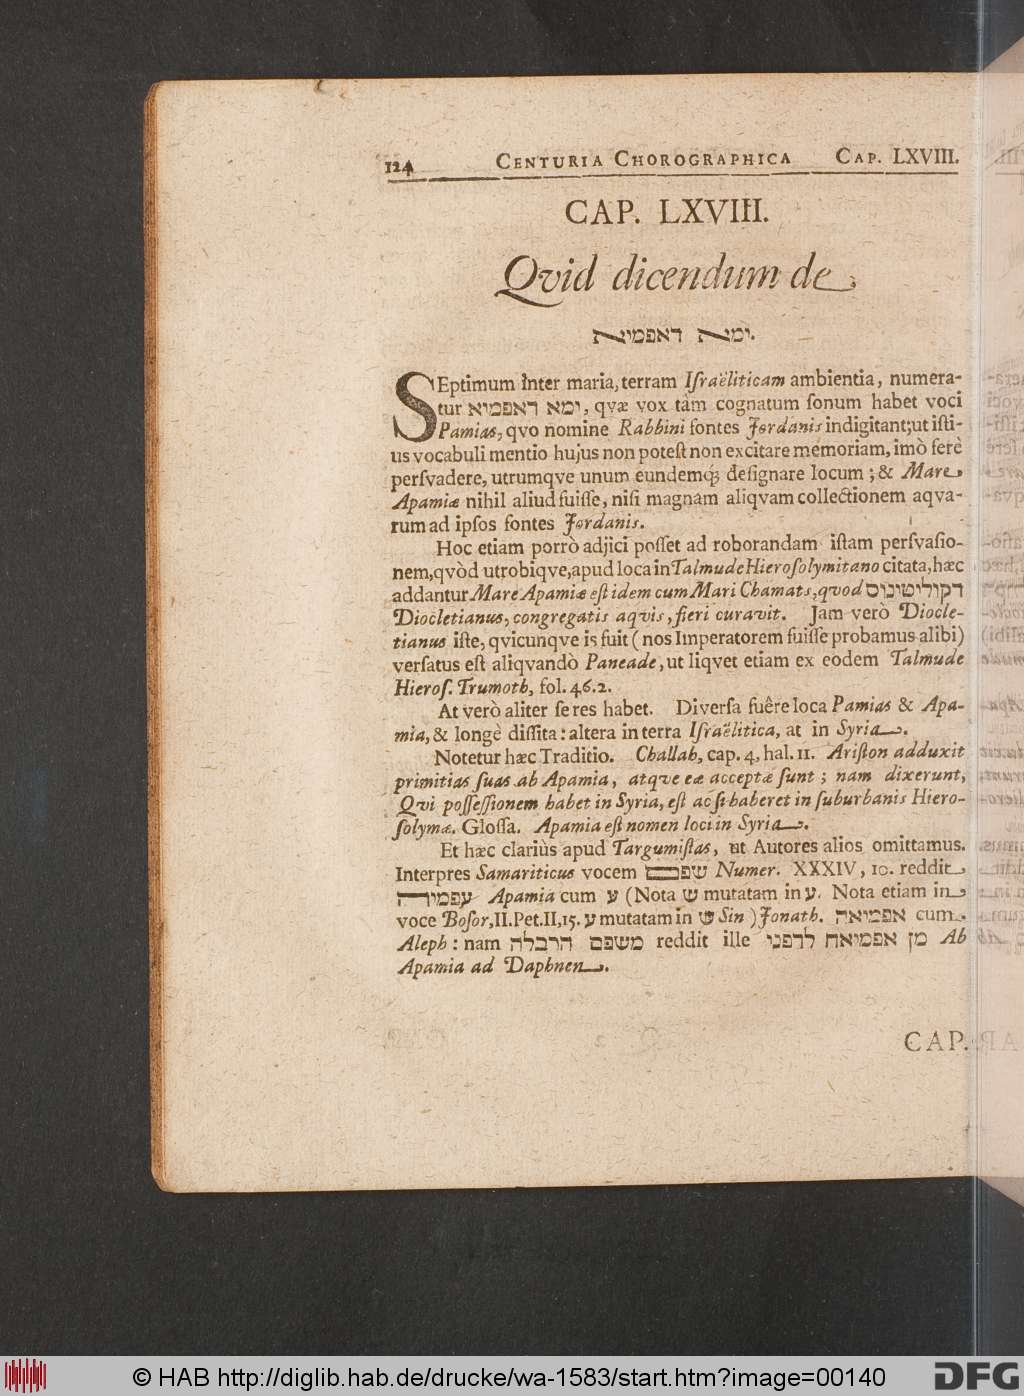 124 CENTURIA CHOROGRAPHICA CAP. LXVIII.
CAP. LXVIII.
Qvid dicendum de
ימא דאפמיא.
SEptimum inter maria, terram Iſraëliticam ambientia, numera-
tur ימא דאפמיא, qvæ vox tàm cognatum ſonum habet voci
Pamias, qvo nomine Rabbini fontes Jordanis indigitant; ut iſti-
us vocabuli mentio hujus non poteſt non excitare memoriam, imò ferè
perſvadere, utrumqve unum eundemq́; deſignare locum; & Mare
Apamiæ nihil aliud fuiſſe, niſi magnam aliqvam collectionem aqva-
rum ad ipſos fontes Jordanis.
Hoc etiam porrò adjici poſſet ad roborandam iſtam perſvaſio-
nem, qvòd utrobiqve, apud loca in Talmude Hieroſolymitano citata, hæc
addantur Mare Apamiæ eſt idem cum Mari Chamats, qvod דקוליטינוס
Diocletianus, congregatis aqvis, fieri curavit. Jam verò Diocle-
tianus iſte, qvicunqve is fuit (nos Imperatorem fuiſſe probamus alibi)
verſatus eſt aliqvandò Paneade, ut liqvet etiam ex eodem Talmude
Hieroſ. Trumoth, fol. 46.2.
At verò aliter ſe res habet. Diverſa fuêre loca Pamias & Apa-
mia, & longè diſſita: altera in terra Iſraëlitica, at in Syria.
Notetur hæc Traditio. Challah, cap. 4, hal. 11. Ariſton adduxit
primitias ſuas ab Apamia, atqve eæ acceptæ ſunt; nam dixerunt,
Qvi poſſeſſionem habet in Syria, eſt ac ſi haberet in ſuburbanis Hiero-
ſolymæ. Gloſſa. Apamia eſt nomen loci in Syria.
Et hæc clariùs apud Targumiſtas, ut Autores alios omittamus.
Interpres Samariticus vocem שפם Numer. XXXIV, 10. reddit
עפמיה Apamia cum ע (Nota ש mutatam in ע. Nota etiam in
voce Boſor, II. Pet. II, 15. ע mutatam in ש Sin) Jonath. אפמיאה cum
Aleph: nam משפם הרבלה reddit ille מן אפמיאה לדפני Ab
Apamia ad Daphnen.
CAP.
© HAB http://diglib.hab.de/drucke/wa-1583/start.htm?image=00140
DFG